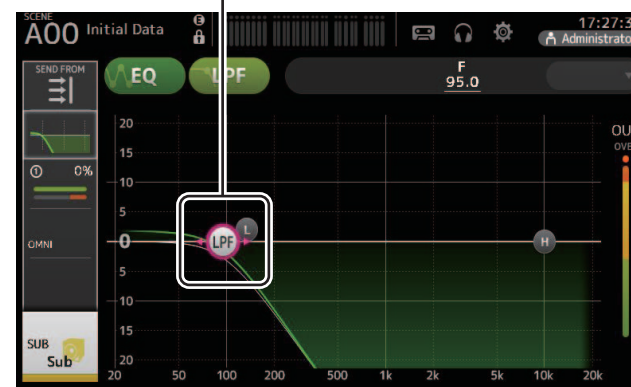 SCENE
A00 Initial Data
E
17:27:3
Administrato
SEND FROM
EQ
LPF
F
95.0
OU
OVE
1 0%
OMNI
SUB
Sub
20
15
10
5
0
5
10
15
20
LPF
L
H
20 50 100 200 500 1k 2k 5k 10k 20k